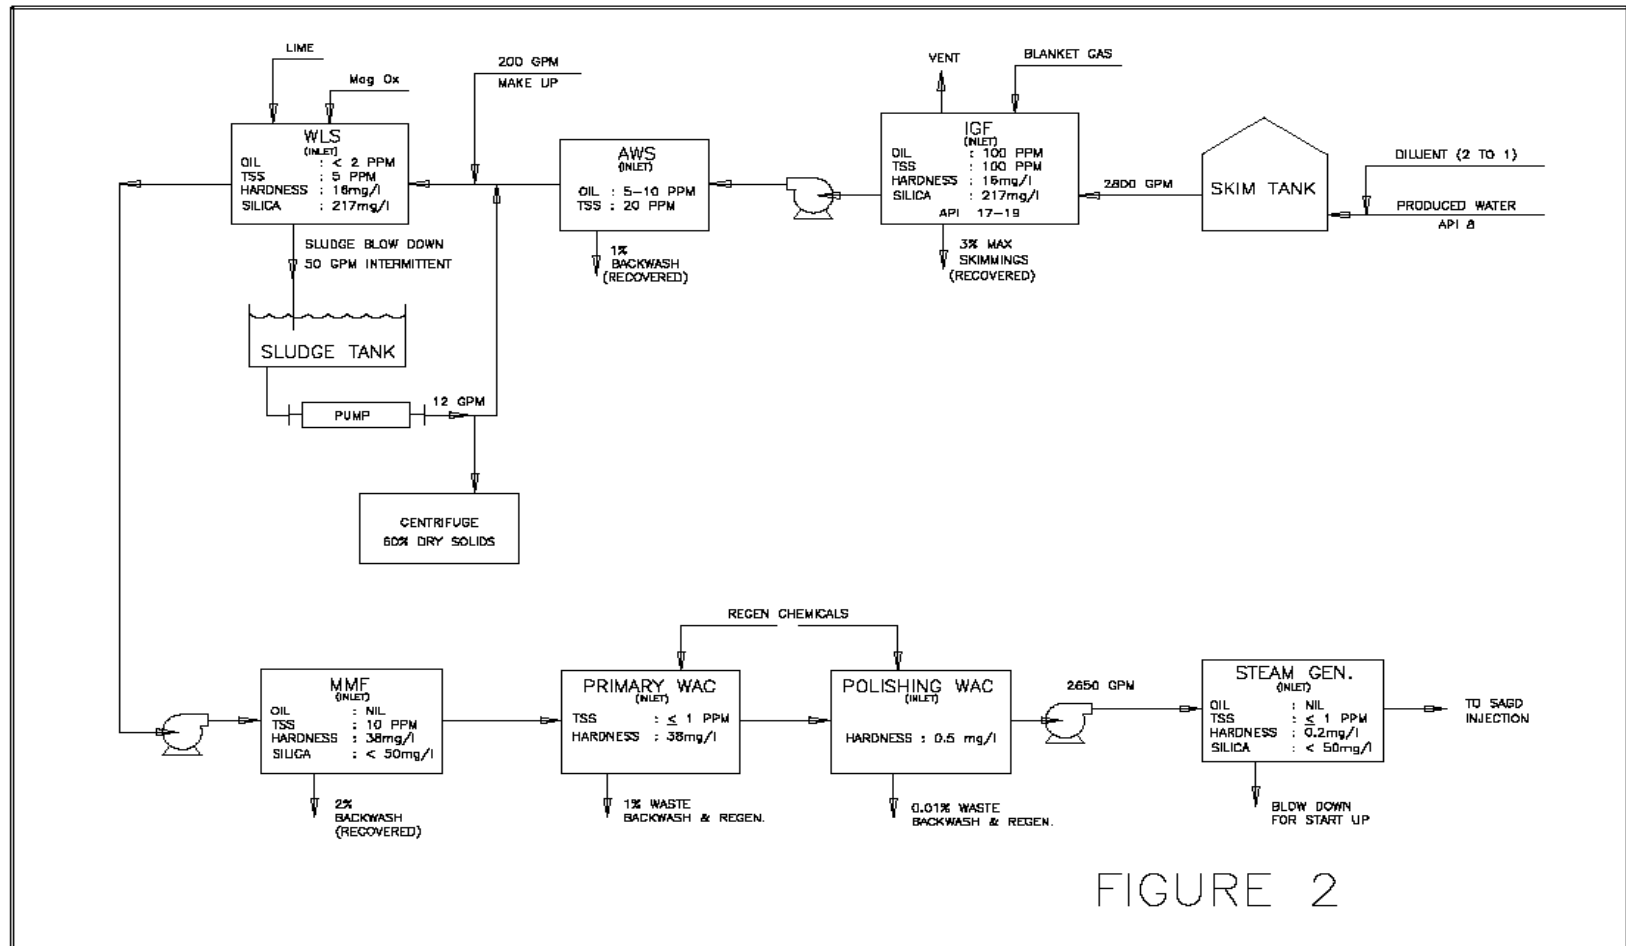 LIME
Mag Ox
200 GPM
MAKE UP
VENT
BLANKET GAS
WLS
(INLET)
OIL : < 2 PPM
TSS : 5 PPM
HARDNESS : 16mg/l
SILICA : 217mg/l
AWS
(INLET)
OIL : 5-10 PPM
TSS : 20 PPM
IGF
(INLET)
OIL : 100 PPM
TSS : 100 PPM
HARDNESS : 16mg/l
SILICA : 217mg/l
API 17-19
2800 GPM
SKIM TANK
DILUENT (2 TO 1)
PRODUCED WATER
API 8
SLUDGE BLOW DOWN
50 GPM INTERMITTENT
1%
BACKWASH
(RECOVERED)
3% MAX
SKIMMINGS
(RECOVERED)
SLUDGE TANK
PUMP
12 GPM
CENTRIFUGE
60% DRY SOLIDS
REGEN CHEMICALS
MMF
(INLET)
OIL : NIL
TSS : 10 PPM
HARDNESS : 38mg/l
SILICA : < 50mg/l
PRIMARY WAC
(INLET)
TSS : ≤ 1 PPM
HARDNESS : 38mg/l
POLISHING WAC
(INLET)
HARDNESS : 0.5 mg/l
2650 GPM
STEAM GEN.
(INLET)
OIL : NIL
TSS : ≤ 1 PPM
HARDNESS : 0.2mg/l
SILICA : < 50mg/l
TO SAGD
INJECTION
2%
BACKWASH
(RECOVERED)
1% WASTE
BACKWASH & REGEN.
0.01% WASTE
BACKWASH & REGEN.
BLOW DOWN
FOR START UP
FIGURE 2